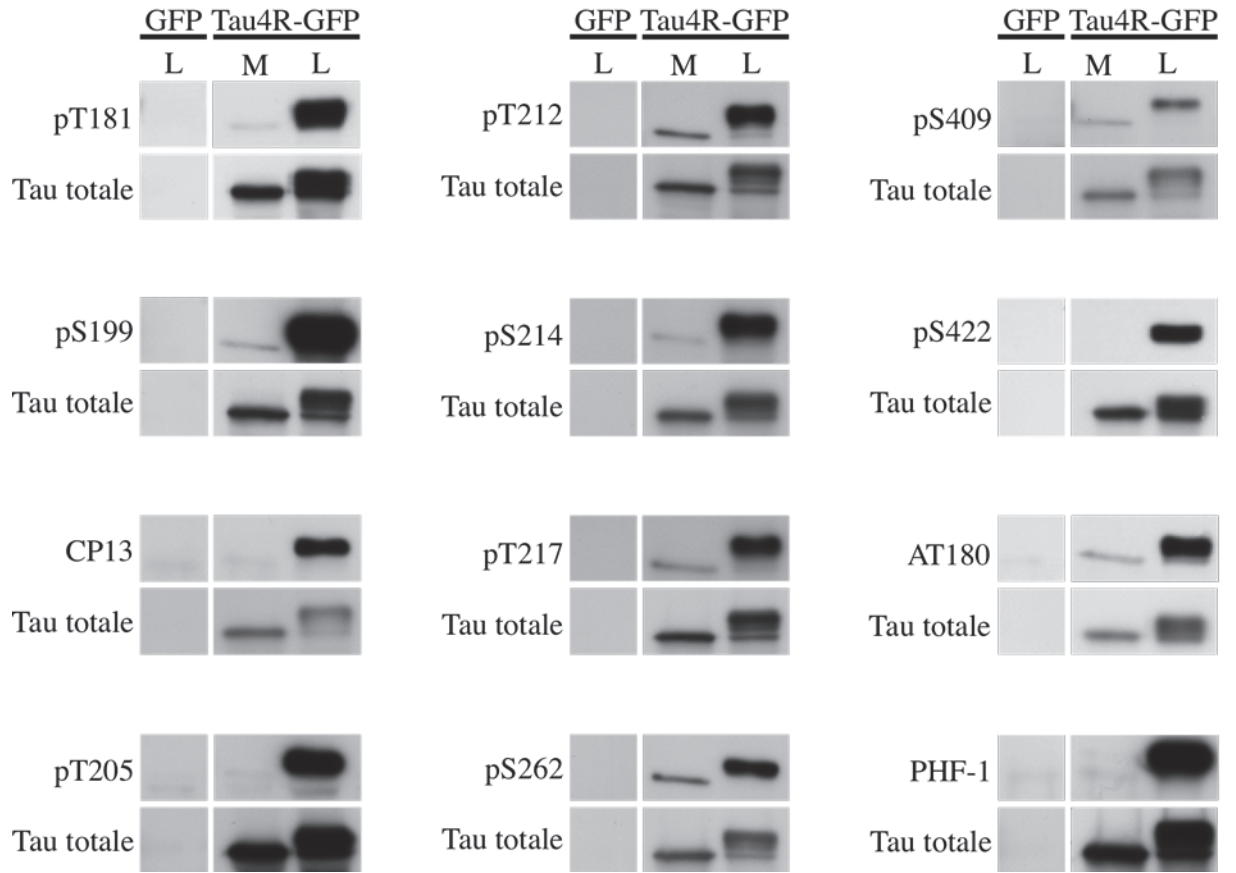 GFP Tau4R-GFP
L M L
pT181
Tau totale
pS199
Tau totale
CP13
Tau totale
pT205
Tau totale
GFP Tau4R-GFP
L M L
pT212
Tau totale
pS214
Tau totale
pT217
Tau totale
pS262
Tau totale
GFP Tau4R-GFP
L M L
pS409
Tau totale
pS422
Tau totale
AT180
Tau totale
PHF-1
Tau totale